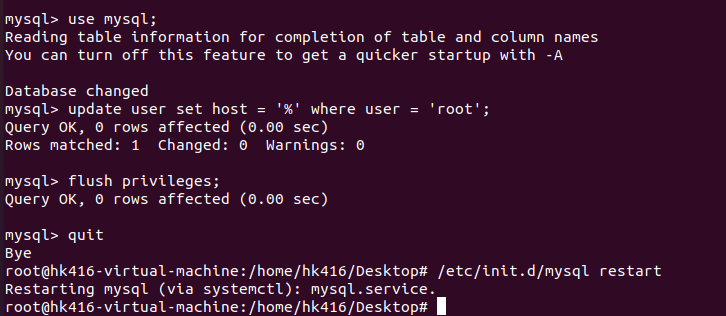 mysql> use mysql;
Reading table information for completion of table and column names
You can turn off this feature to get a quicker startup with -A
Database changed
mysql> update user set host = '%' where user = 'root';
Query OK, 0 rows affected (0.00 sec)
Rows matched: 1  Changed: 0  Warnings: 0
mysql> flush privileges;
Query OK, 0 rows affected (0.00 sec)
mysql> quit
Bye
root@hk416-virtual-machine:/home/hk416/Desktop# /etc/init.d/mysql restart
Restarting mysql (via systemctl): mysql.service.
root@hk416-virtual-machine:/home/hk416/Desktop#